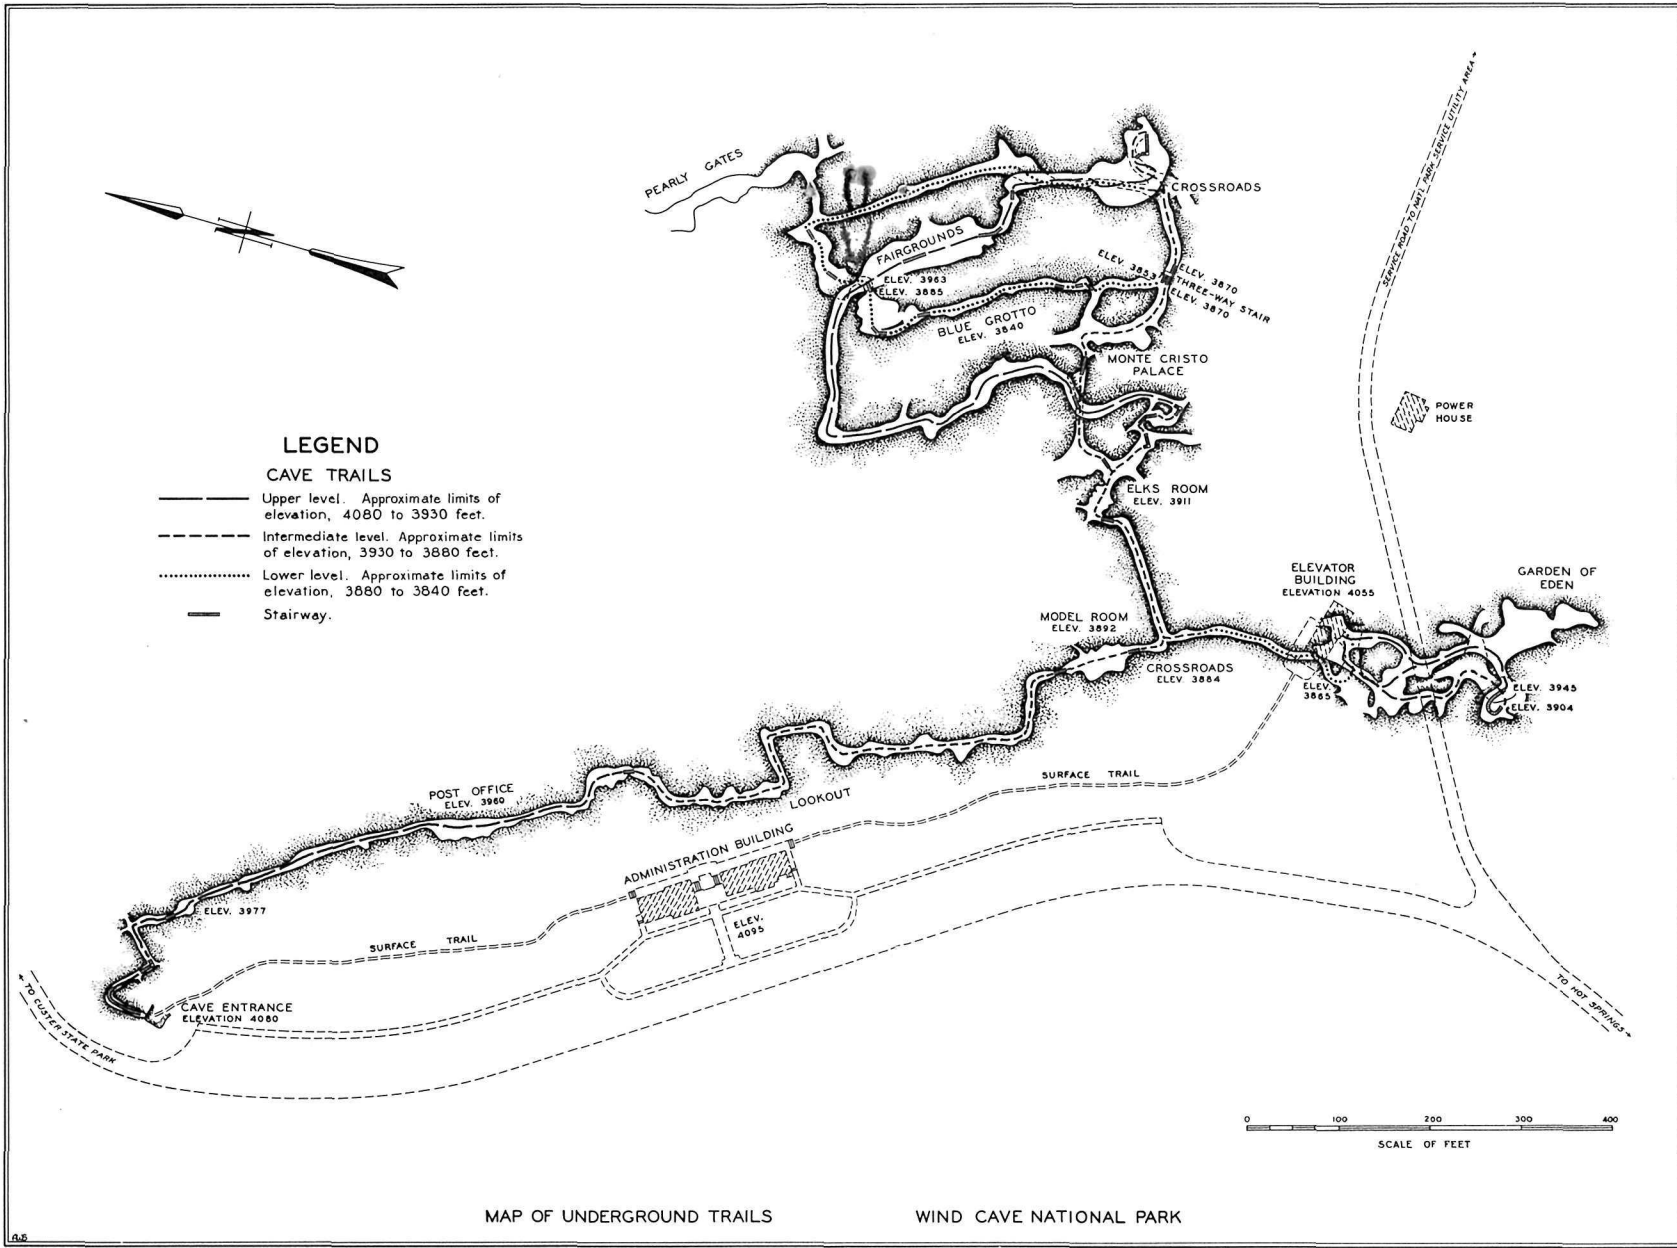 PEARLY GATES
CROSSROADS
FAIRGROUNDS
ELEV. 3963
ELEV. 3885
ELEV. 3853
ELEV. 3870
THREE-WAY STAIR
ELEV. 3870
BLUE GROTTO
ELEV. 3840
MONTE CRISTO
PALACE
SERVICE ROAD TO NAT'L PARK SERVICE UTILITY AREA
POWER
HOUSE
LEGEND
CAVE TRAILS
Upper level. Approximate limits of
elevation, 4080 to 3930 feet.
Intermediate level. Approximate limits
of elevation, 3930 to 3880 feet.
Lower level. Approximate limits of
elevation, 3880 to 3840 feet.
Stairway.
ELKS ROOM
ELEV. 3911
ELEVATOR
BUILDING
ELEVATION 4055
GARDEN OF
EDEN
MODEL ROOM
ELEV. 3892
CROSSROADS
ELEV. 3884
ELEV.
3865
ELEV. 3945
ELEV. 3904
SURFACE TRAIL
POST OFFICE
ELEV. 3960
LOOKOUT
ADMINISTRATION BUILDING
ELEV.
4095
ELEV. 3977
SURFACE TRAIL
CAVE ENTRANCE
ELEVATION 4080
TO CUSTER STATE PARK
TO HOT SPRINGS
0 100 200 300 400
SCALE OF FEET
MAP OF UNDERGROUND TRAILS WIND CAVE NATIONAL PARK